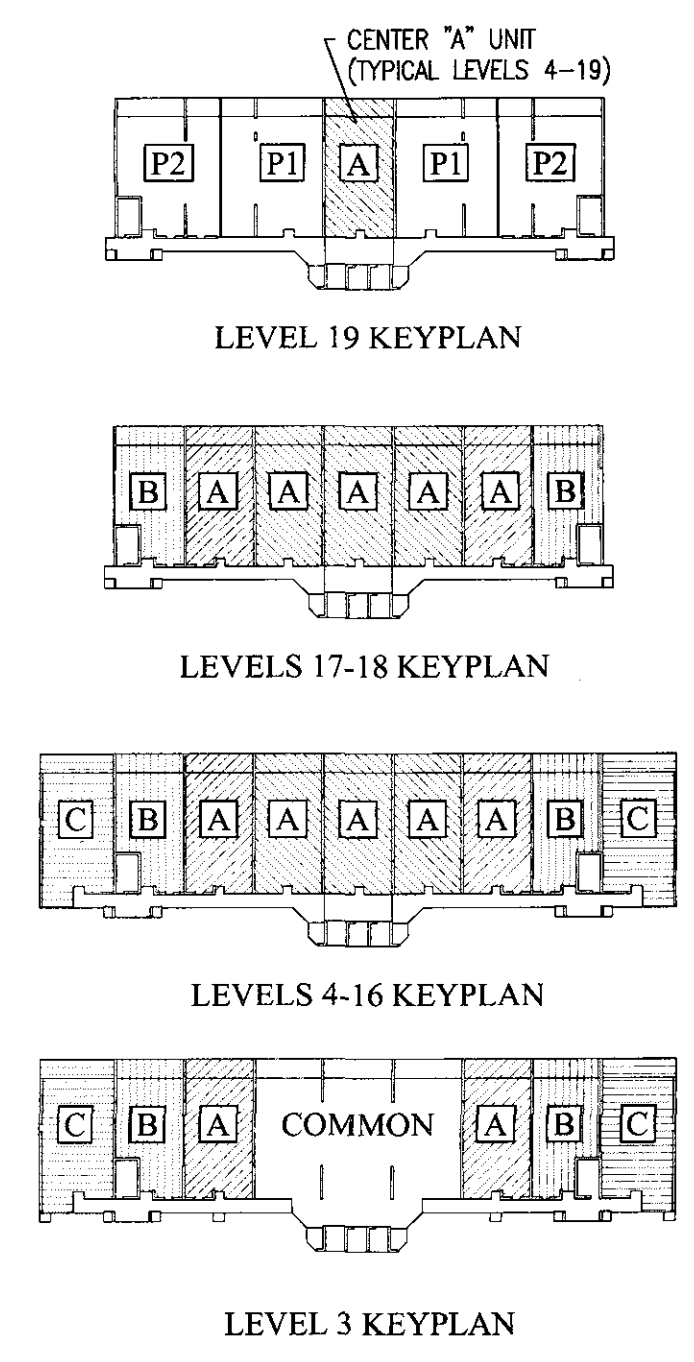 CENTER "A" UNIT
(TYPICAL LEVELS 4-19)
P2 P1 A P1 P2
LEVEL 19 KEYPLAN
B A A A A A B
LEVELS 17-18 KEYPLAN
C B A A A A A B C
LEVELS 4-16 KEYPLAN
C B A COMMON A B C
LEVEL 3 KEYPLAN